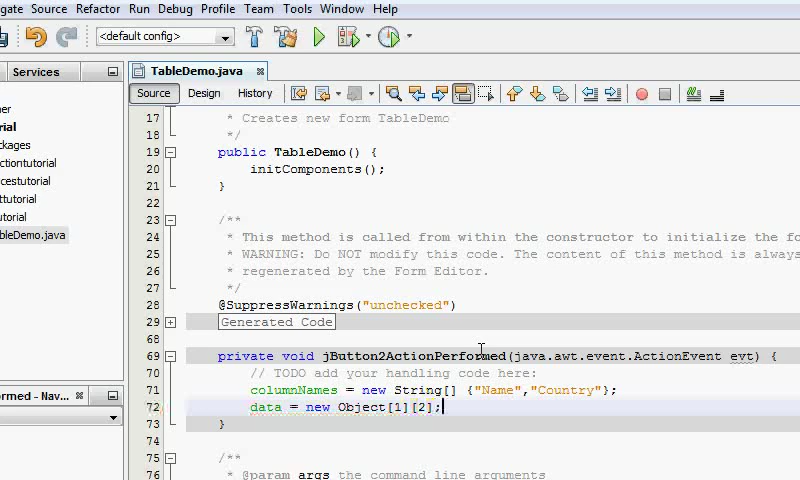 gate Source Refactor Run Debug Profile Team Tools Window Help
<default config>
Services
TableDemo.java
Source Design History
ner
rial
ckages
ctiontutorial
cestutorial
ttutorial
utorial
bleDemo.java
rmed - Nav...
17 * Creates new form TableDemo
18 */
19 public TableDemo() {
20 initComponents();
21 }
22
23 /**
24 * This method is called from within the constructor to initialize the fo
25 * WARNING: Do NOT modify this code. The content of this method is always
26 * regenerated by the Form Editor.
27 */
28 @SuppressWarnings("unchecked")
29 Generated Code
68
69 private void jButton2ActionPerformed(java.awt.event.ActionEvent evt) {
70 // TODO add your handling code here:
71 columnNames = new String[] {"Name","Country"};
72 data = new Object[1][2];
73 }
74
75 /**
76 * @param args the command line arguments